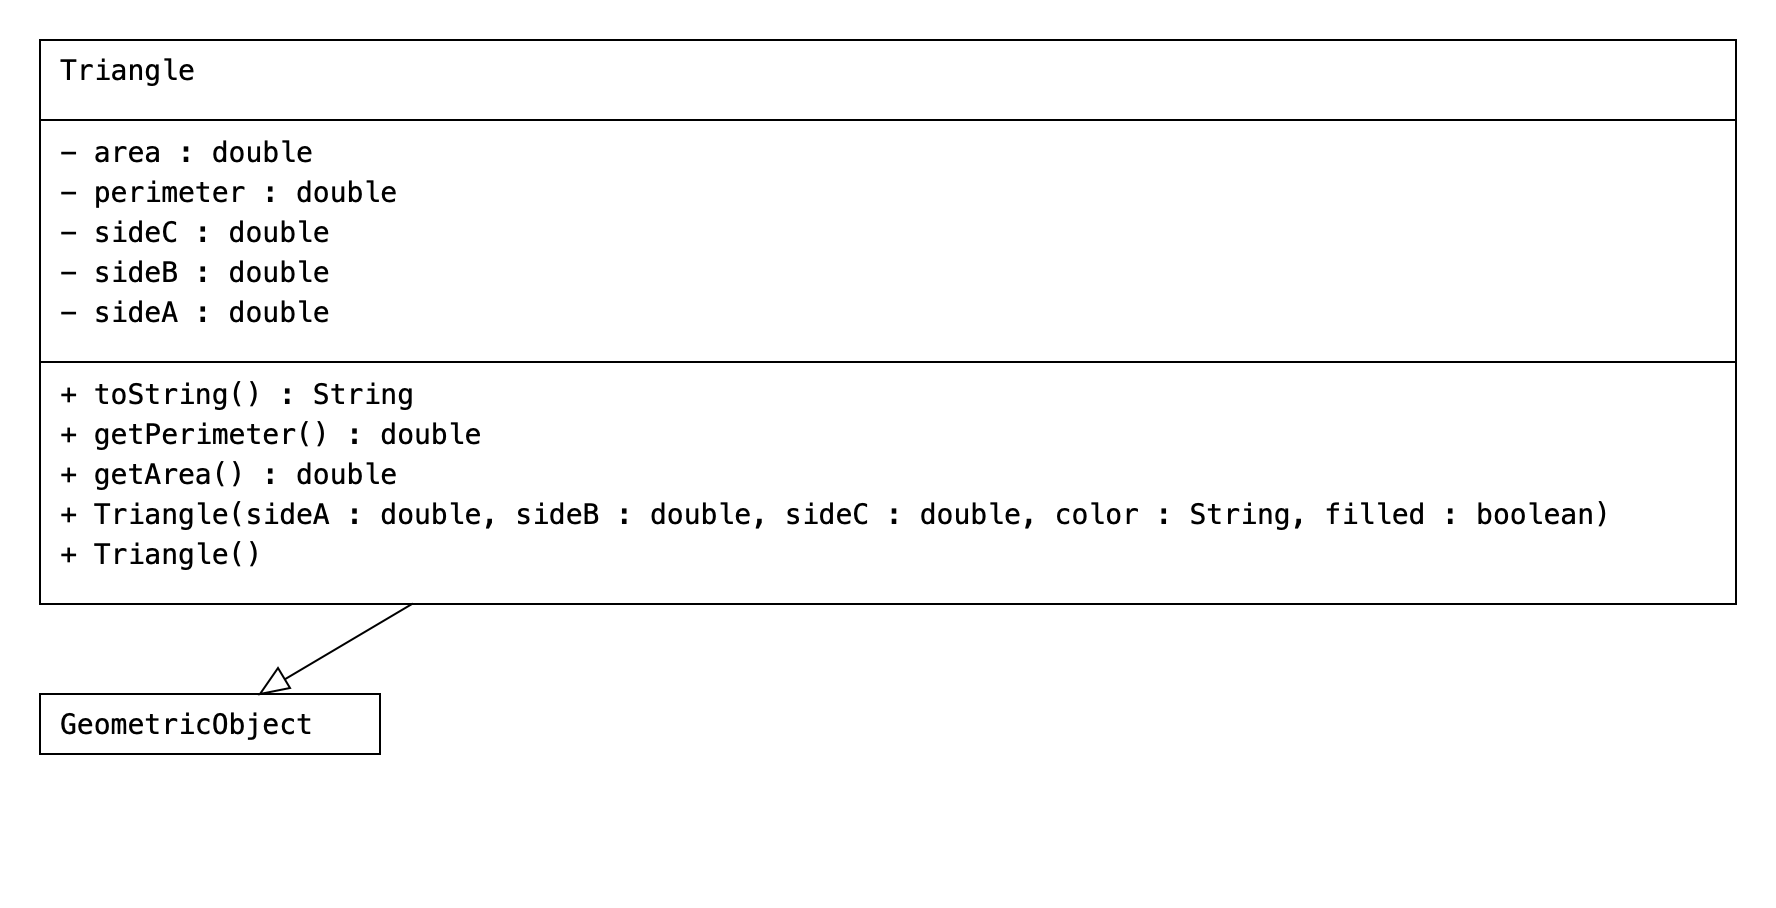 Triangle
- area : double
- perimeter : double
- sideC : double
- sideB : double
- sideA : double
+ toString() : String
+ getPerimeter() : double
+ getArea() : double
+ Triangle(sideA : double, sideB : double, sideC : double, color : String, filled : boolean)
+ Triangle()
GeometricObject